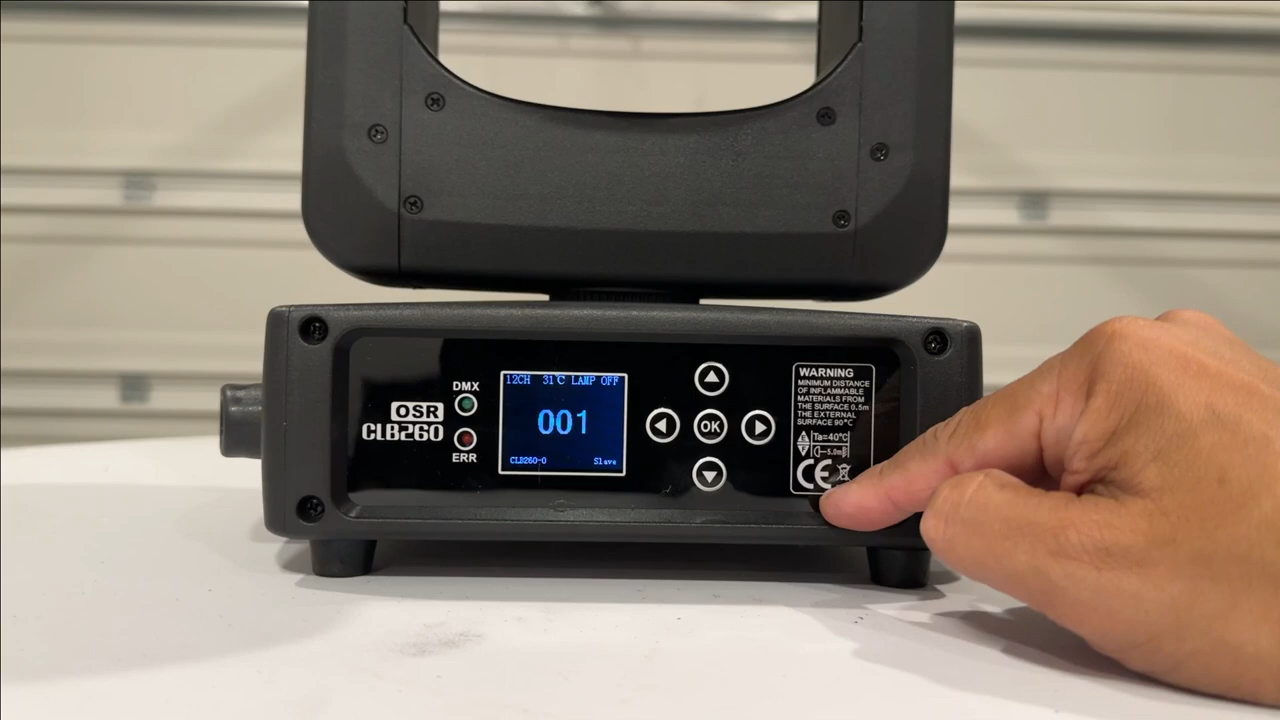 DMX
OSR
CLB260
ERR
12CH 31℃ LAMP OFF
001
CLB260-0 Slave
OK
WARNING
MINIMUM DISTANCE
OF INFLAMMABLE
MATERIALS FROM
THE SURFACE 0.5m
THE EXTERNAL
SURFACE 90°C
Ta=40°C
5.0m
CE